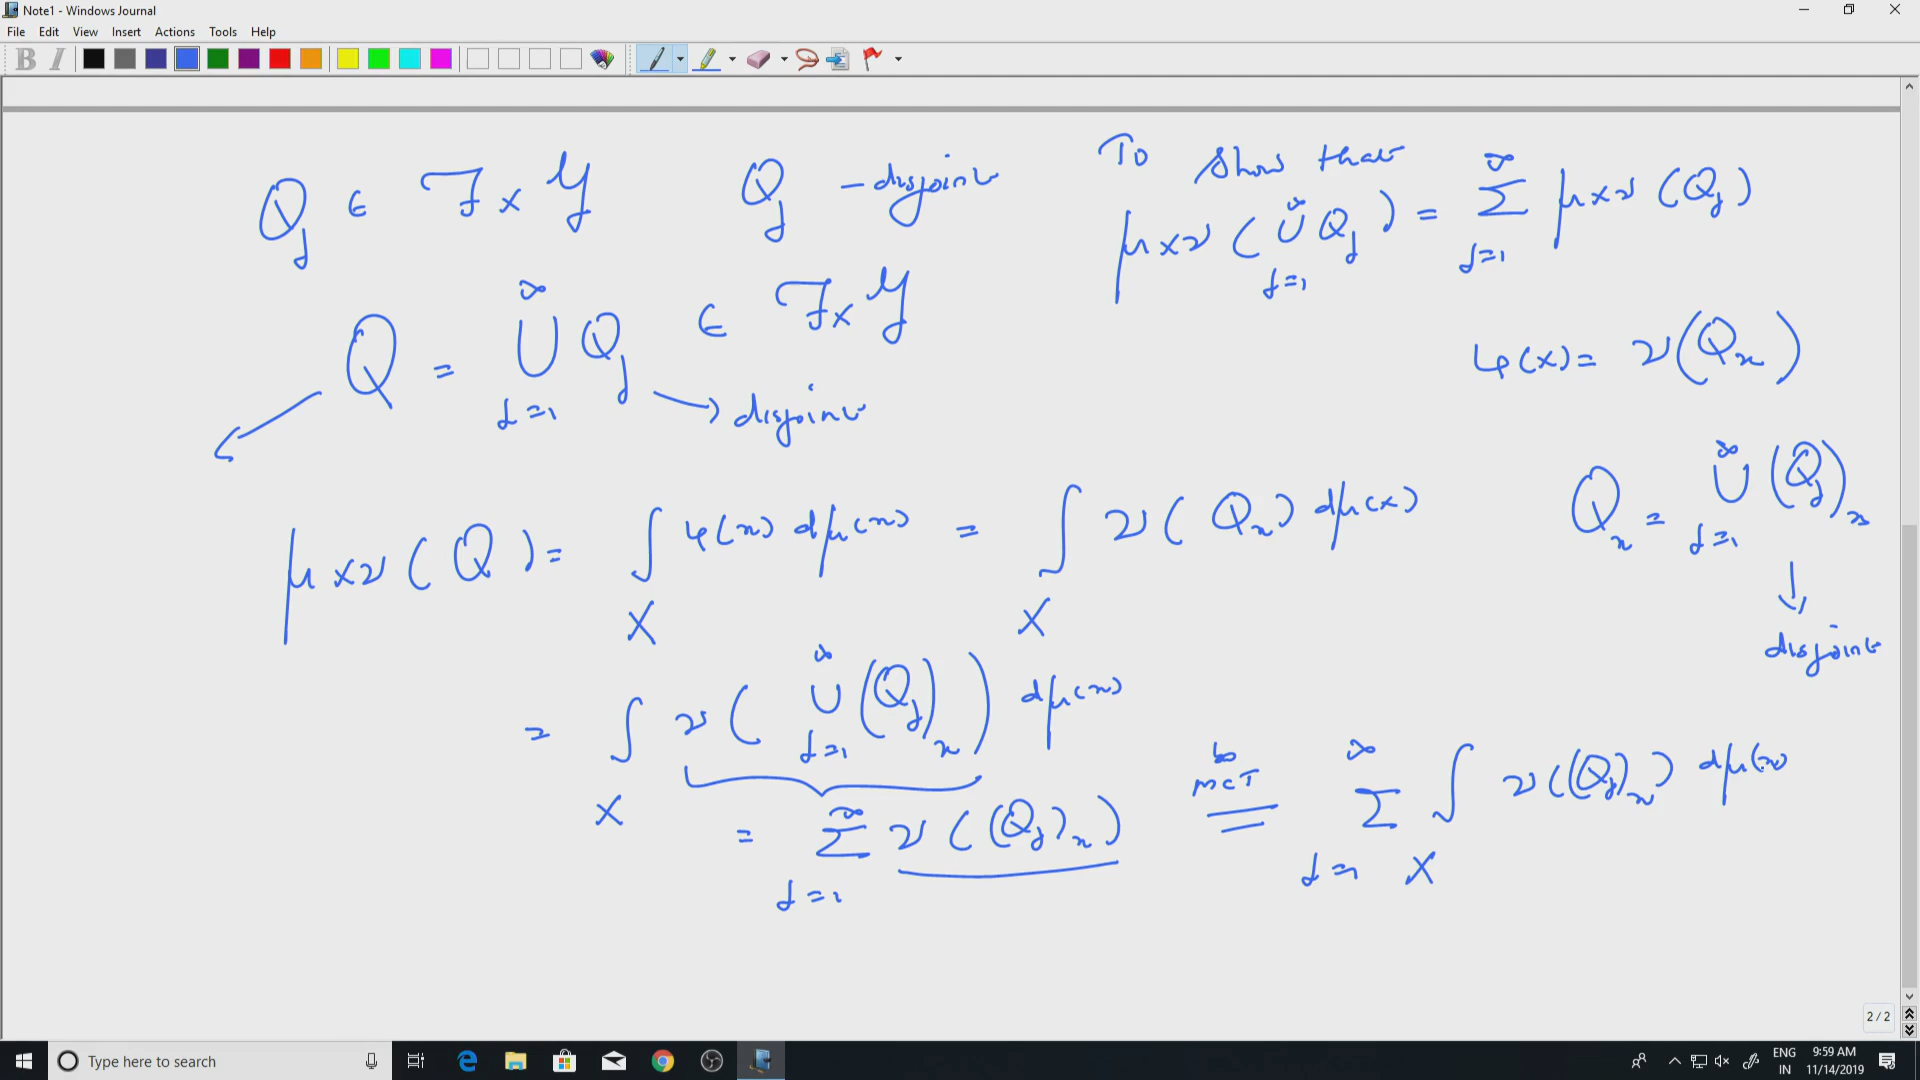 Note1 - Windows Journal
File Edit View Insert Actions Tools Help
B I
Q_j ∈ ℱ × 𝒴   Q_j - disjoint
To show that
μ×ν ( ⋃_{j=1}^∞ Q_j ) = ∑_{j=1}^∞ μ×ν (Q_j)
Q = ⋃_{j=1}^∞ Q_j ∈ ℱ × 𝒴
→ disjoint
φ(x) = ν(Q_x)
Q_x = ⋃_{j=1}^∞ (Q_j)_x
↓
disjoint
μ×ν ( Q ) = ∫_X φ(x) dμ(x) = ∫_X ν( Q_x ) dμ(x)
= ∫_X ν ( ⋃_{j=1}^∞ (Q_j)_x ) dμ(x)
= ∑_{j=1}^∞ ν ( (Q_j)_x )
by MCT = ∑_{j=1}^∞ ∫_X ν((Q_j)_x) dμ(x)
2 / 2
Type here to search
ENG
IN
9:59 AM
11/14/2019